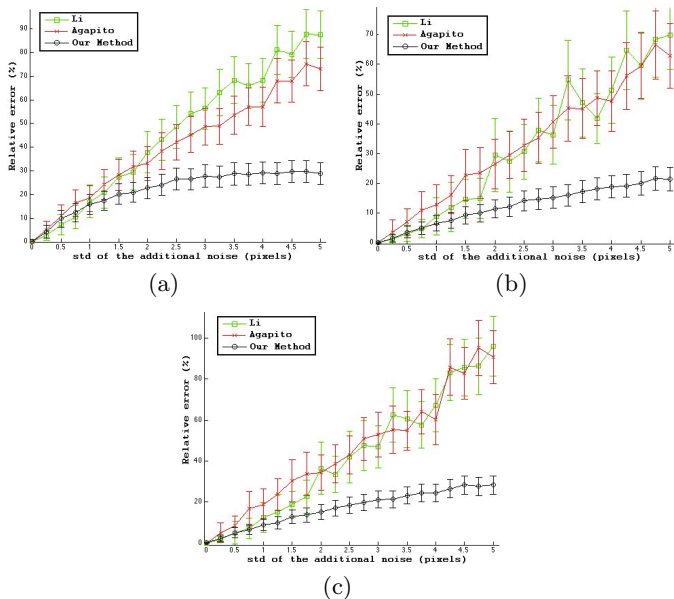 Li
Agapito
Our Method
Relative error (%)
90
80
70
60
50
40
30
20
10
0
0 0.5 1 1.5 2 2.5 3 3.5 4 4.5 5
std of the additional noise (pixels)
(a)
Li
Agapito
Our Method
Relative error (%)
70
60
50
40
30
20
10
0
0 0.5 1 1.5 2 2.5 3 3.5 4 4.5 5
std of the additional noise (pixels)
(b)
Li
Agapito
Our Method
Relative error (%)
100
80
60
40
20
0
0 0.5 1 1.5 2 2.5 3 3.5 4 4.5 5
std of the additional noise (pixels)
(c)